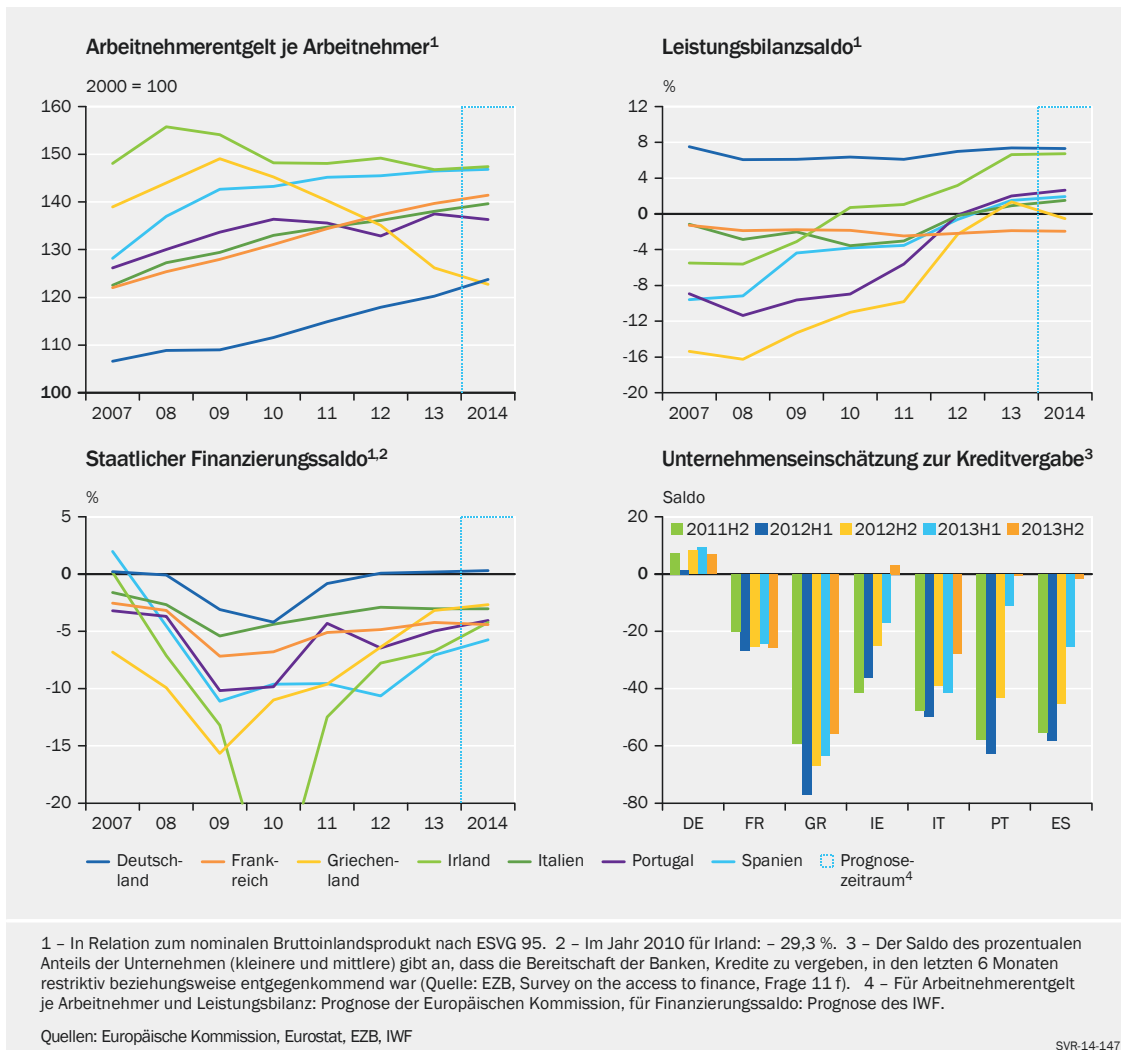 Arbeitnehmerentgelt je Arbeitnehmer1
2000 = 100
160
150
140
130
120
110
100
2007 08 09 10 11 12 13 2014
Leistungsbilanzsaldo1
%
12
8
4
0
-4
-8
-12
-16
-20
2007 08 09 10 11 12 13 2014
Staatlicher Finanzierungssaldo1,2
%
5
0
-5
-10
-15
-20
2007 08 09 10 11 12 13 2014
Unternehmenseinschätzung zur Kreditvergabe3
Saldo
20
0
-20
-40
-60
-80
2011H2 2012H1 2012H2 2013H1 2013H2
DE FR GR IE IT PT ES
Deutsch-
land
Frank-
reich
Griechen-
land
Irland
Italien
Portugal
Spanien
Prognose-
zeitraum4
1 – In Relation zum nominalen Bruttoinlandsprodukt nach ESVG 95. 2 – Im Jahr 2010 für Irland: – 29,3 %. 3 – Der Saldo des prozentualen
Anteils der Unternehmen (kleinere und mittlere) gibt an, dass die Bereitschaft der Banken, Kredite zu vergeben, in den letzten 6 Monaten
restriktiv beziehungsweise entgegenkommend war (Quelle: EZB, Survey on the access to finance, Frage 11 f). 4 – Für Arbeitnehmerentgelt
je Arbeitnehmer und Leistungsbilanz: Prognose der Europäischen Kommission, für Finanzierungssaldo: Prognose des IWF.
Quellen: Europäische Kommission, Eurostat, EZB, IWF
SVR-14-147